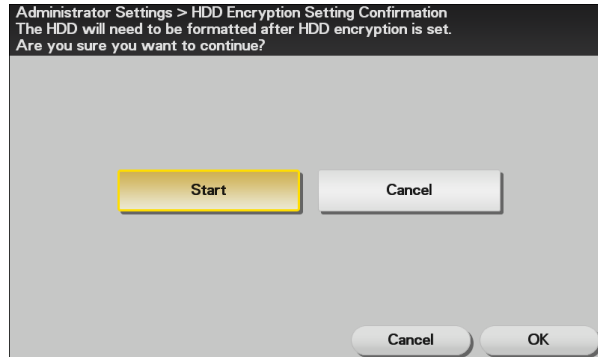 Administrator Settings > HDD Encryption Setting Confirmation
The HDD will need to be formatted after HDD encryption is set.
Are you sure you want to continue?
Start
Cancel
Cancel
OK